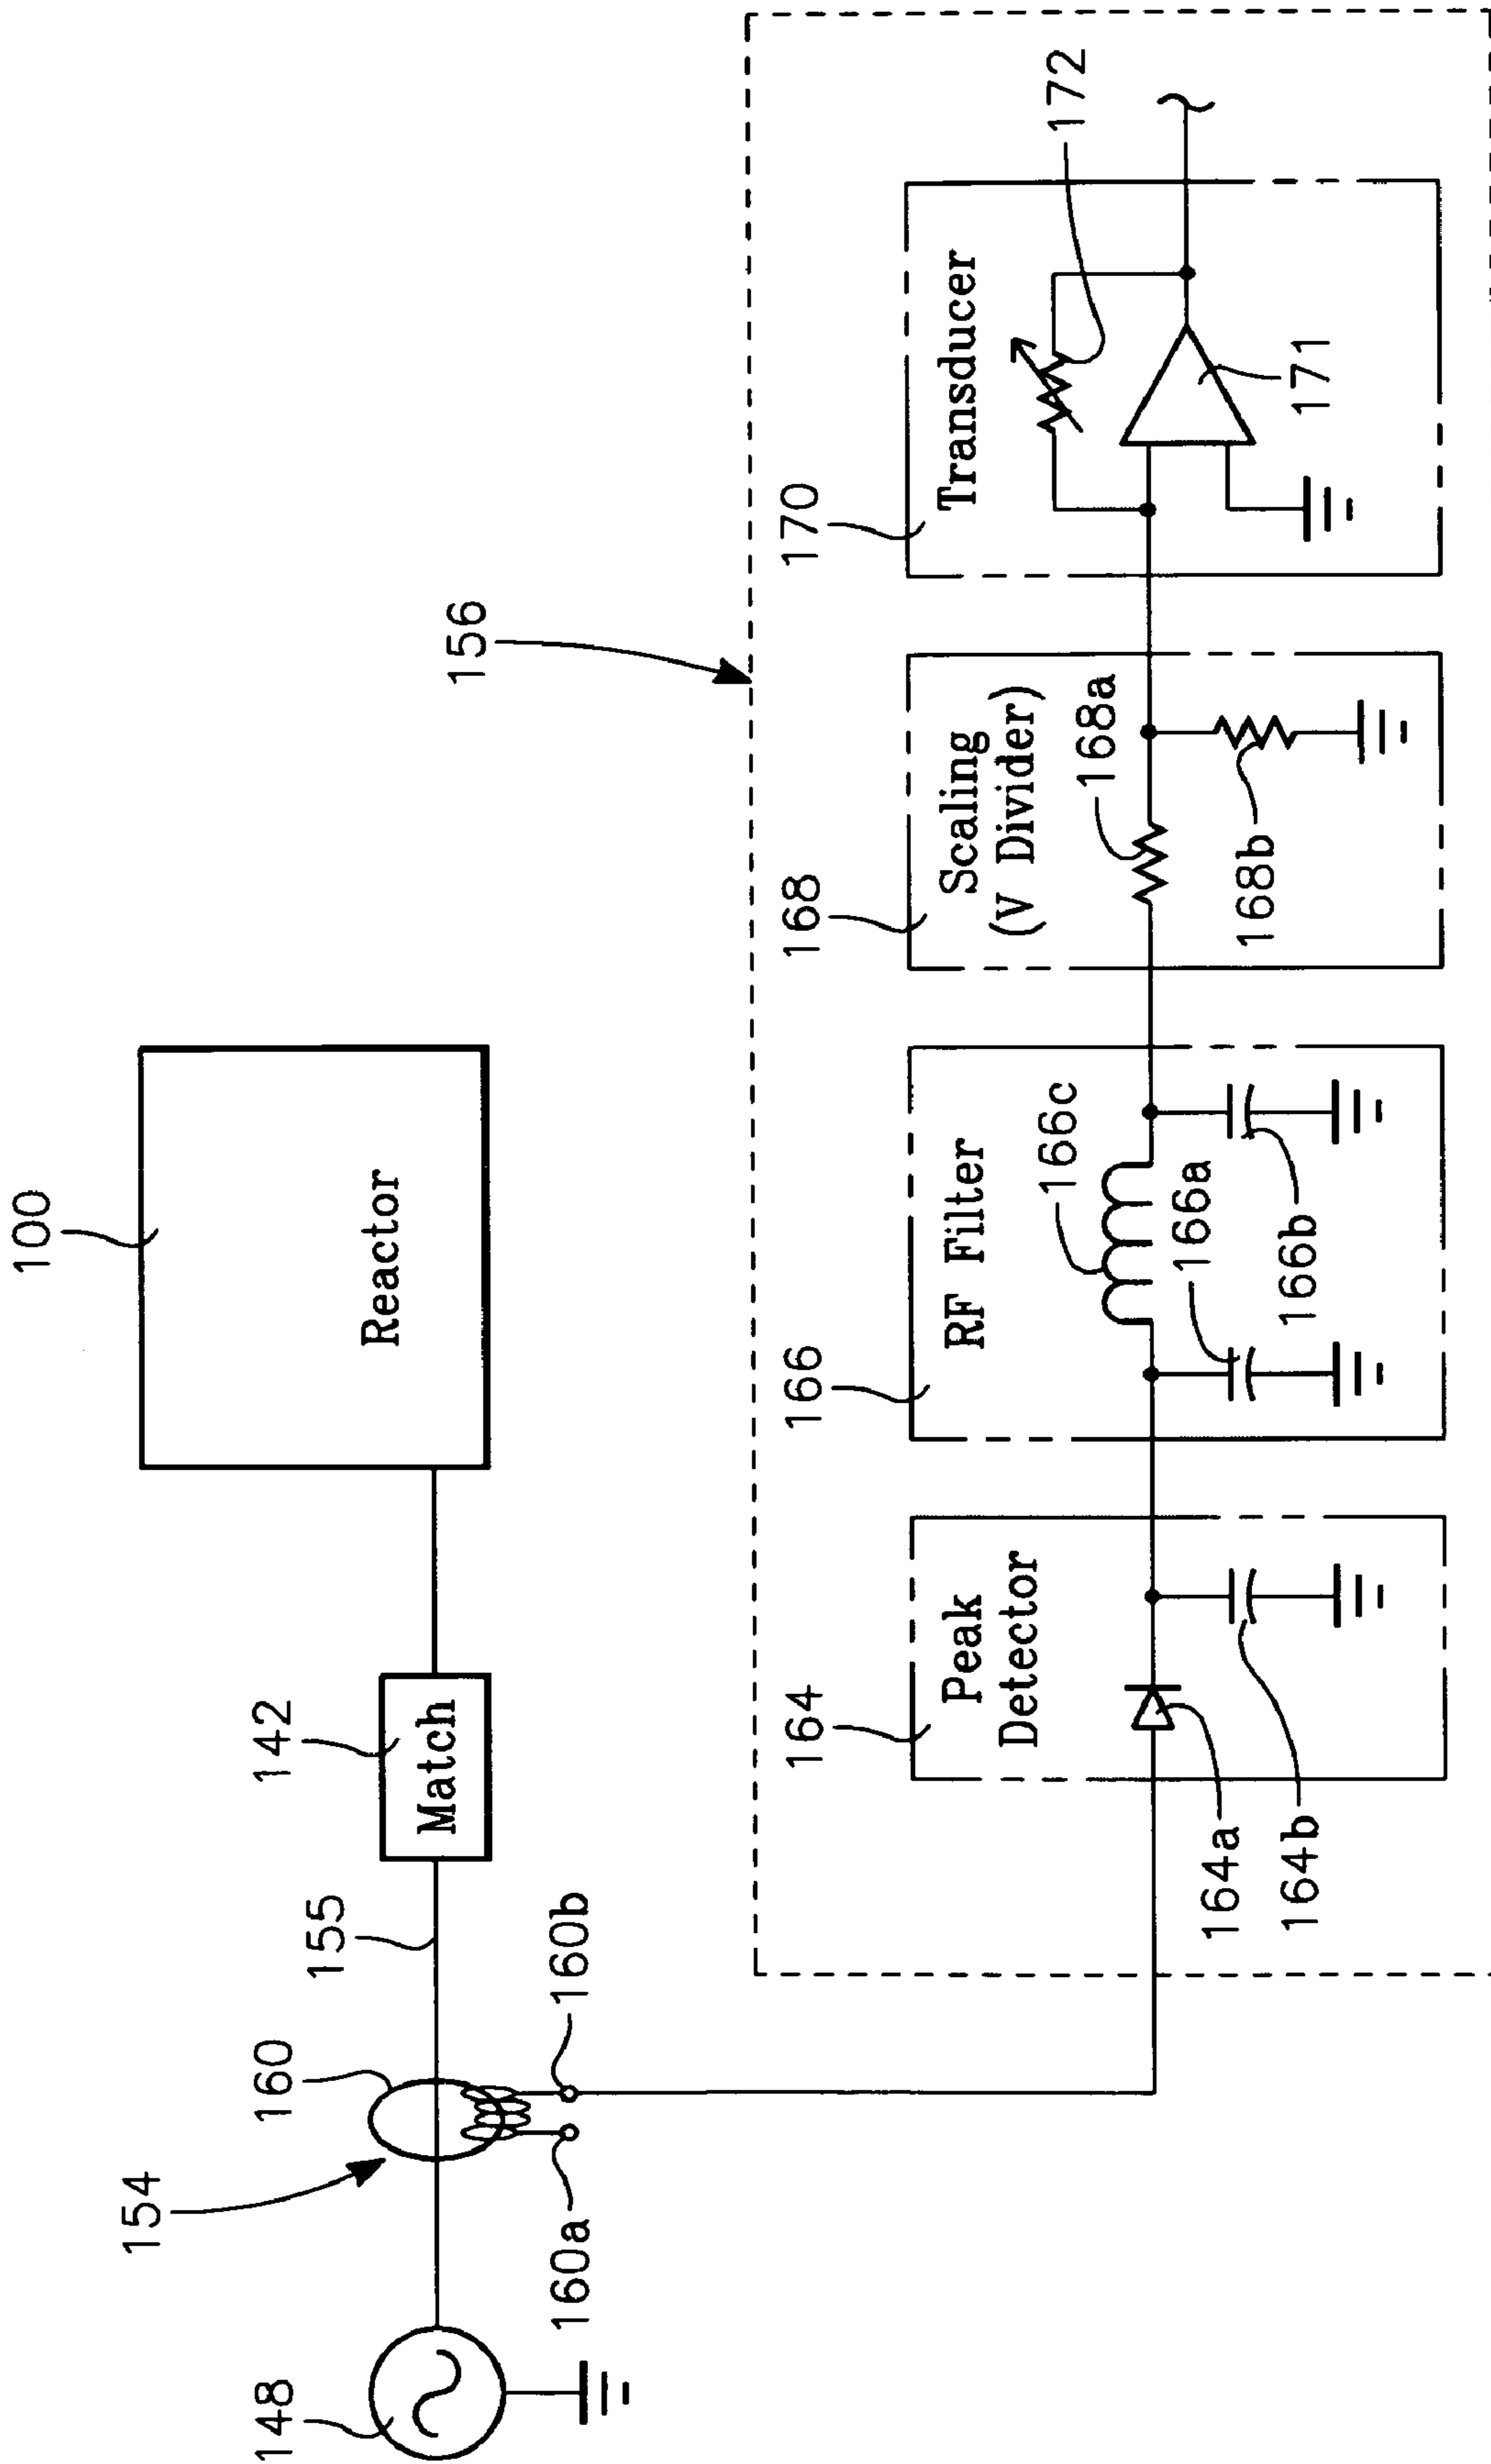 100
Reactor
142
Match
155
160
154
148
160a
160b
156
164
Peak
Detector
164a
164b
166
RF Filter
166c
166a
166b
168
Scaling
(V Divider)
168a
168b
170
Transducer
172
171